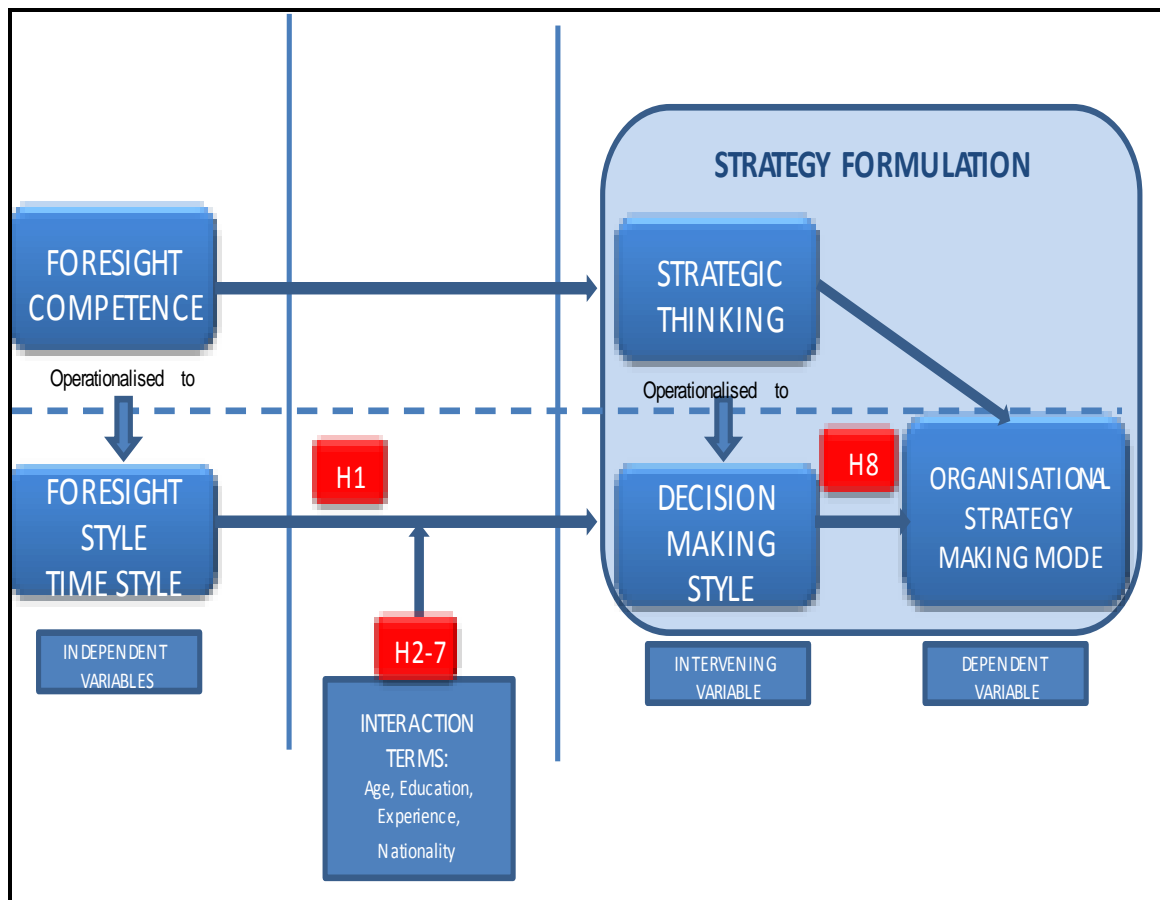 STRATEGY FORMULATION
FORESIGHT
COMPETENCE
STRATEGIC
THINKING
Operationalised to
Operationalised to
FORESIGHT
STYLE
TIME STYLE
H1
DECISION
MAKING
STYLE
H8
ORGANISATIONAL
STRATEGY
MAKING MODE
INDEPENDENT
VARIABLES
H2-7
INTERVENING
VARIABLE
DEPENDENT
VARIABLE
INTERACTION
TERMS:
Age, Education,
Experience,
Nationality